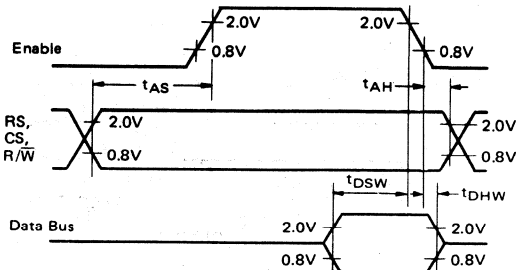 2.0V 2.0V
Enable 0.8V 0.8V
tAS tAH
RS, 2.0V 2.0V
CS,
R/W̅ 0.8V 0.8V
tDSW tDHW
Data Bus 2.0V 2.0V
0.8V 0.8V